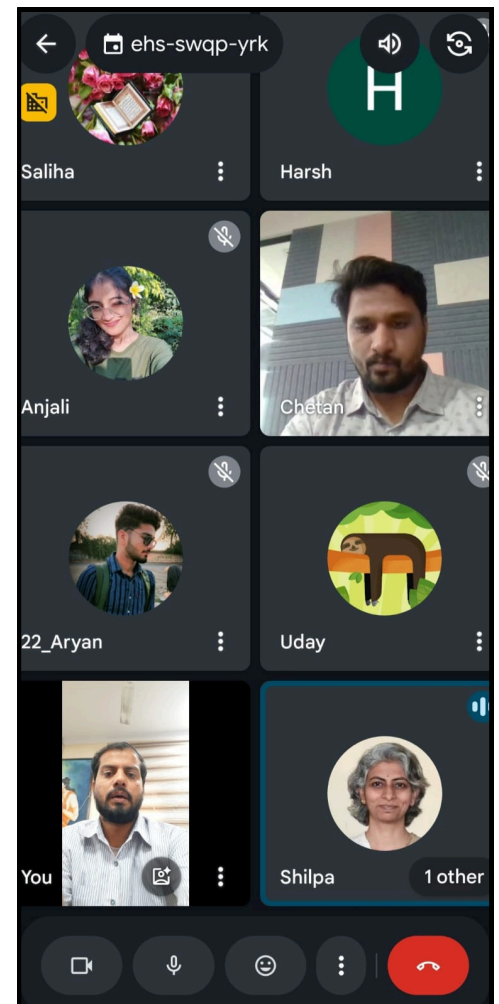 ehs-swqp-yrk
Saliha
H
Harsh
Anjali
Chetan
22_Aryan
Uday
You
Shilpa
1 other